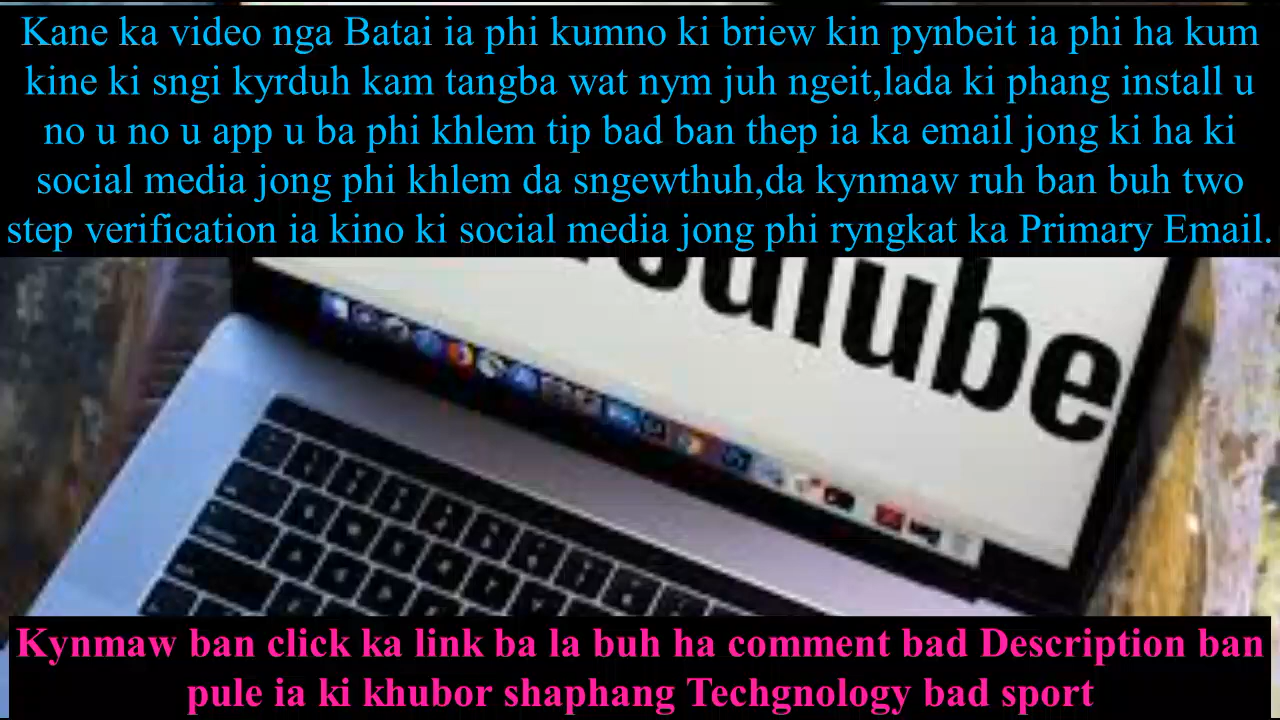 Kane ka video nga Batai ia phi kumno ki briew kin pynbeit ia phi ha kum
kine ki sngi kyrduh kam tangba wat nym juh ngeit,lada ki phang install u
no u no u app u ba phi khlem tip bad ban thep ia ka email jong ki ha ki
social media jong phi khlem da sngewthuh,da kynmaw ruh ban buh two
step verification ia kino ki social media jong phi ryngkat ka Primary Email.
Kynmaw ban click ka link ba la buh ha comment bad Description ban
pule ia ki khubor shaphang Techgnology bad sport